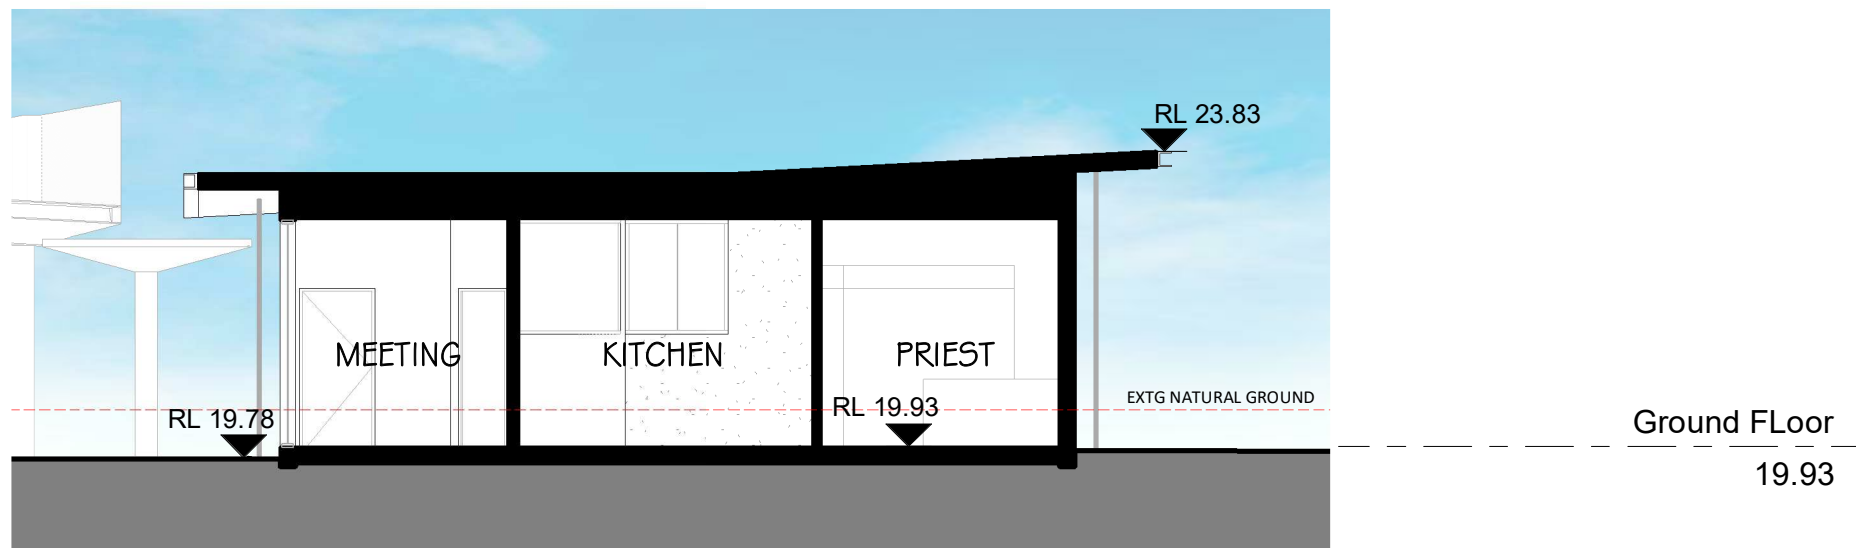 RL 23.83
MEETING
KITCHEN
PRIEST
EXTG NATURAL GROUND
RL 19.78
RL 19.93
Ground FLoor
19.93